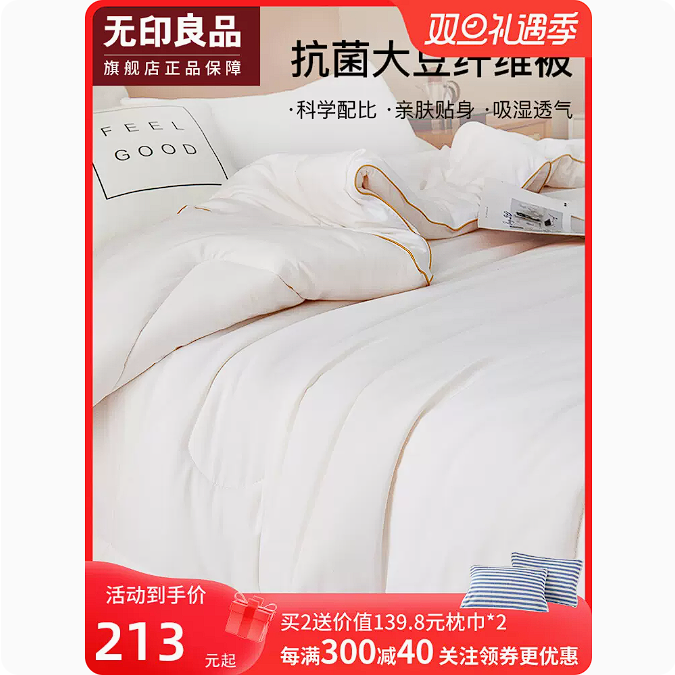 无印良品
旗舰店正品保障
双旦礼遇季
抗菌大豆纤维被
·科学配比 ·亲肤贴身 ·吸湿透气
FEEL
GOOD
活动到手价
213元起
买2送价值139.8元枕巾*2
每满300减40 关注领券更优惠